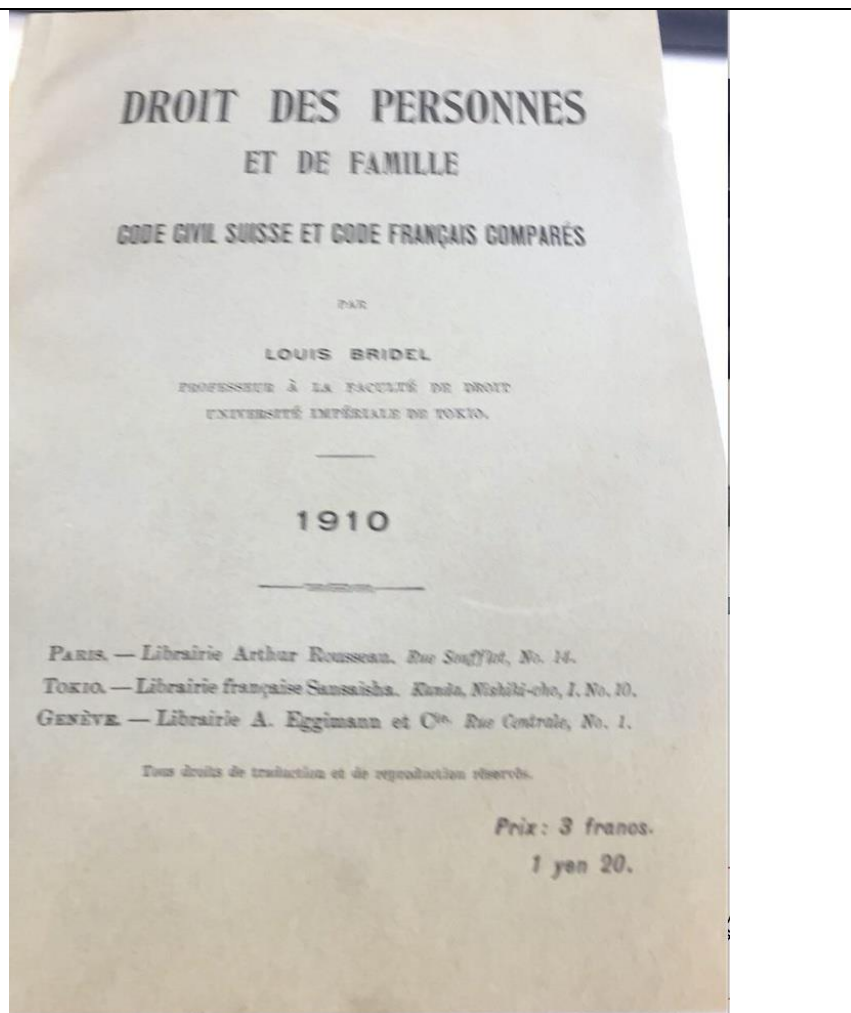 DROIT DES PERSONNES
ET DE FAMILLE
CODE CIVIL SUISSE ET CODE FRANÇAIS COMPARÉS
PAR
LOUIS BRIDEL
PROFESSEUR À LA FACULTÉ DE DROIT
UNIVERSITÉ IMPÉRIALE DE TOKIO.
1910
PARIS. — Librairie Arthur Rousseau. Rue Soufflot, No. 14.
TOKIO. — Librairie française Sansaisha. Kanda, Nishiki-cho, I. No. 10.
GENÈVE. — Librairie A. Eggimann et Cie. Rue Centrale, No. 1.
Tous droits de traduction et de reproduction réservés.
Prix : 3 francs.
1 yen 20.